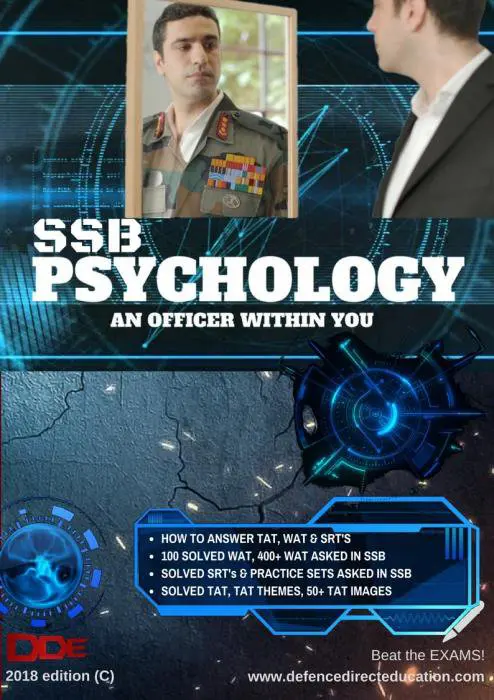 SSB
PSYCHOLOGY
AN OFFICER WITHIN YOU
• HOW TO ANSWER TAT, WAT & SRT'S
• 100 SOLVED WAT, 400+ WAT ASKED IN SSB
• SOLVED SRT's & PRACTICE SETS ASKED IN SSB
• SOLVED TAT, TAT THEMES, 50+ TAT IMAGES
DDE
Beat the EXAMS!
2018 edition (C)
www.defencedirecteducation.com